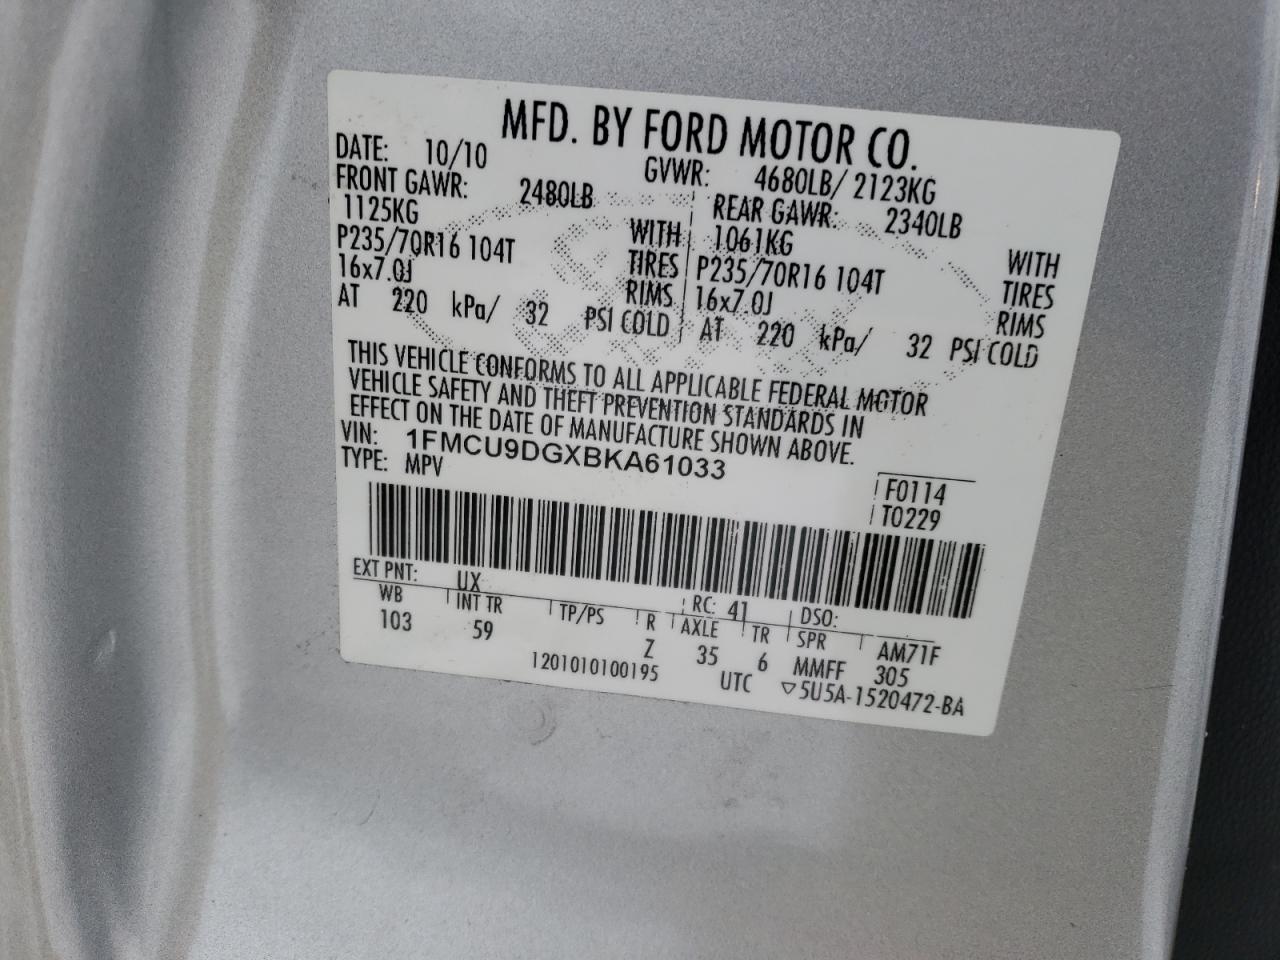 MFD. BY FORD MOTOR CO.
DATE: 10/10 GVWR: 4680LB/ 2123KG
FRONT GAWR: 2480LB REAR GAWR: 2340LB
1125KG WITH 1061KG WITH
P235/70R16 104T TIRES P235/70R16 104T TIRES
16x7.0J RIMS 16x7.0J RIMS
AT 220 kPa/ 32 PSI COLD AT 220 kPa/ 32 PSI COLD
THIS VEHICLE CONFORMS TO ALL APPLICABLE FEDERAL MOTOR
VEHICLE SAFETY AND THEFT PREVENTION STANDARDS IN
EFFECT ON THE DATE OF MANUFACTURE SHOWN ABOVE.
VIN: 1FMCU9DGXBKA61033
TYPE: MPV
F0114
T0229
EXT PNT: UX RC: 41 DSO:
WB INT TR TP/PS R AXLE TR SPR AM71F
103 59 Z 35 6 MMFF 305
1201010100195 UTC ▽5U5A-1520472-BA